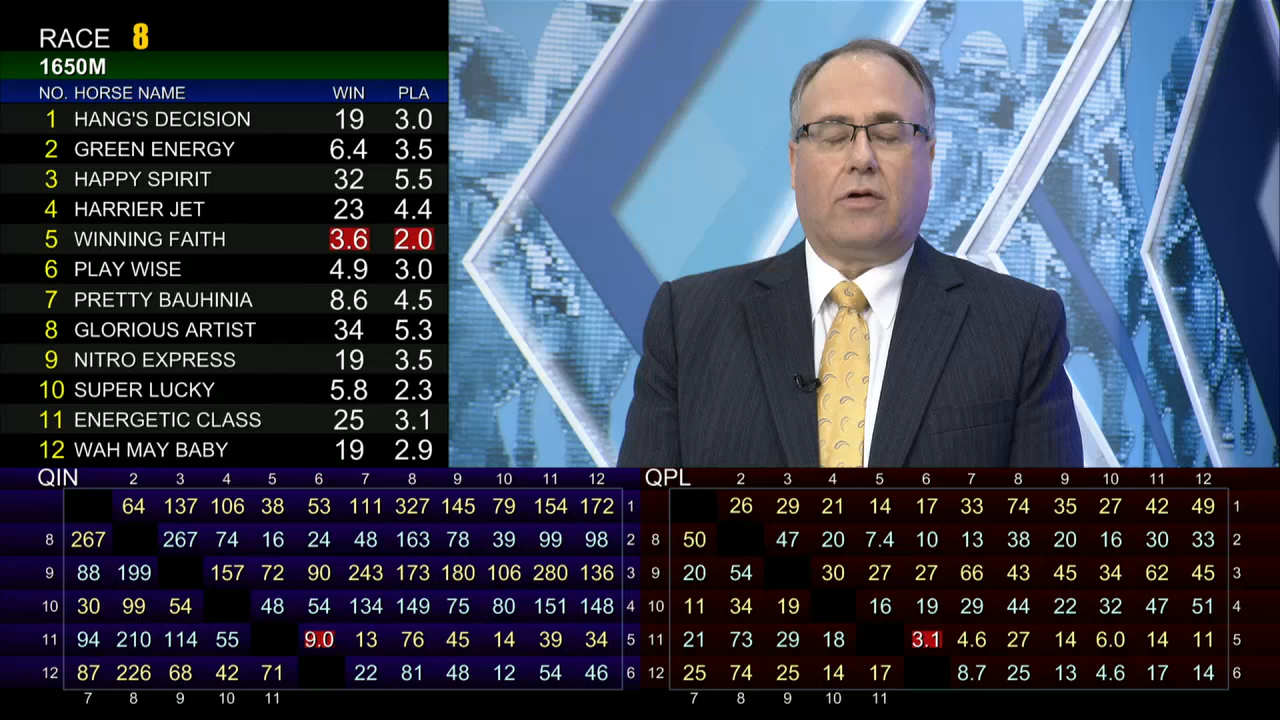 RACE 8
1650M
NO. HORSE NAME WIN PLA
1 HANG'S DECISION 19 3.0
2 GREEN ENERGY 6.4 3.5
3 HAPPY SPIRIT 32 5.5
4 HARRIER JET 23 4.4
5 WINNING FAITH 3.6 2.0
6 PLAY WISE 4.9 3.0
7 PRETTY BAUHINIA 8.6 4.5
8 GLORIOUS ARTIST 34 5.3
9 NITRO EXPRESS 19 3.5
10 SUPER LUCKY 5.8 2.3
11 ENERGETIC CLASS 25 3.1
12 WAH MAY BABY 19 2.9
QIN 2 3 4 5 6 7 8 9 10 11 12
64 137 106 38 53 111 327 145 79 154 172 1
8 267 267 74 16 24 48 163 78 39 99 98 2
9 88 199 157 72 90 243 173 180 106 280 136 3
10 30 99 54 48 54 134 149 75 80 151 148 4
11 94 210 114 55 9.0 13 76 45 14 39 34 5
12 87 226 68 42 71 22 81 48 12 54 46 6
7 8 9 10 11
QPL 2 3 4 5 6 7 8 9 10 11 12
26 29 21 14 17 33 74 35 27 42 49 1
8 50 47 20 7.4 10 13 38 20 16 30 33 2
9 20 54 30 27 27 66 43 45 34 62 45 3
10 11 34 19 16 19 29 44 22 32 47 51 4
11 21 73 29 18 3.1 4.6 27 14 6.0 14 11 5
12 25 74 25 14 17 8.7 25 13 4.6 17 14 6
7 8 9 10 11